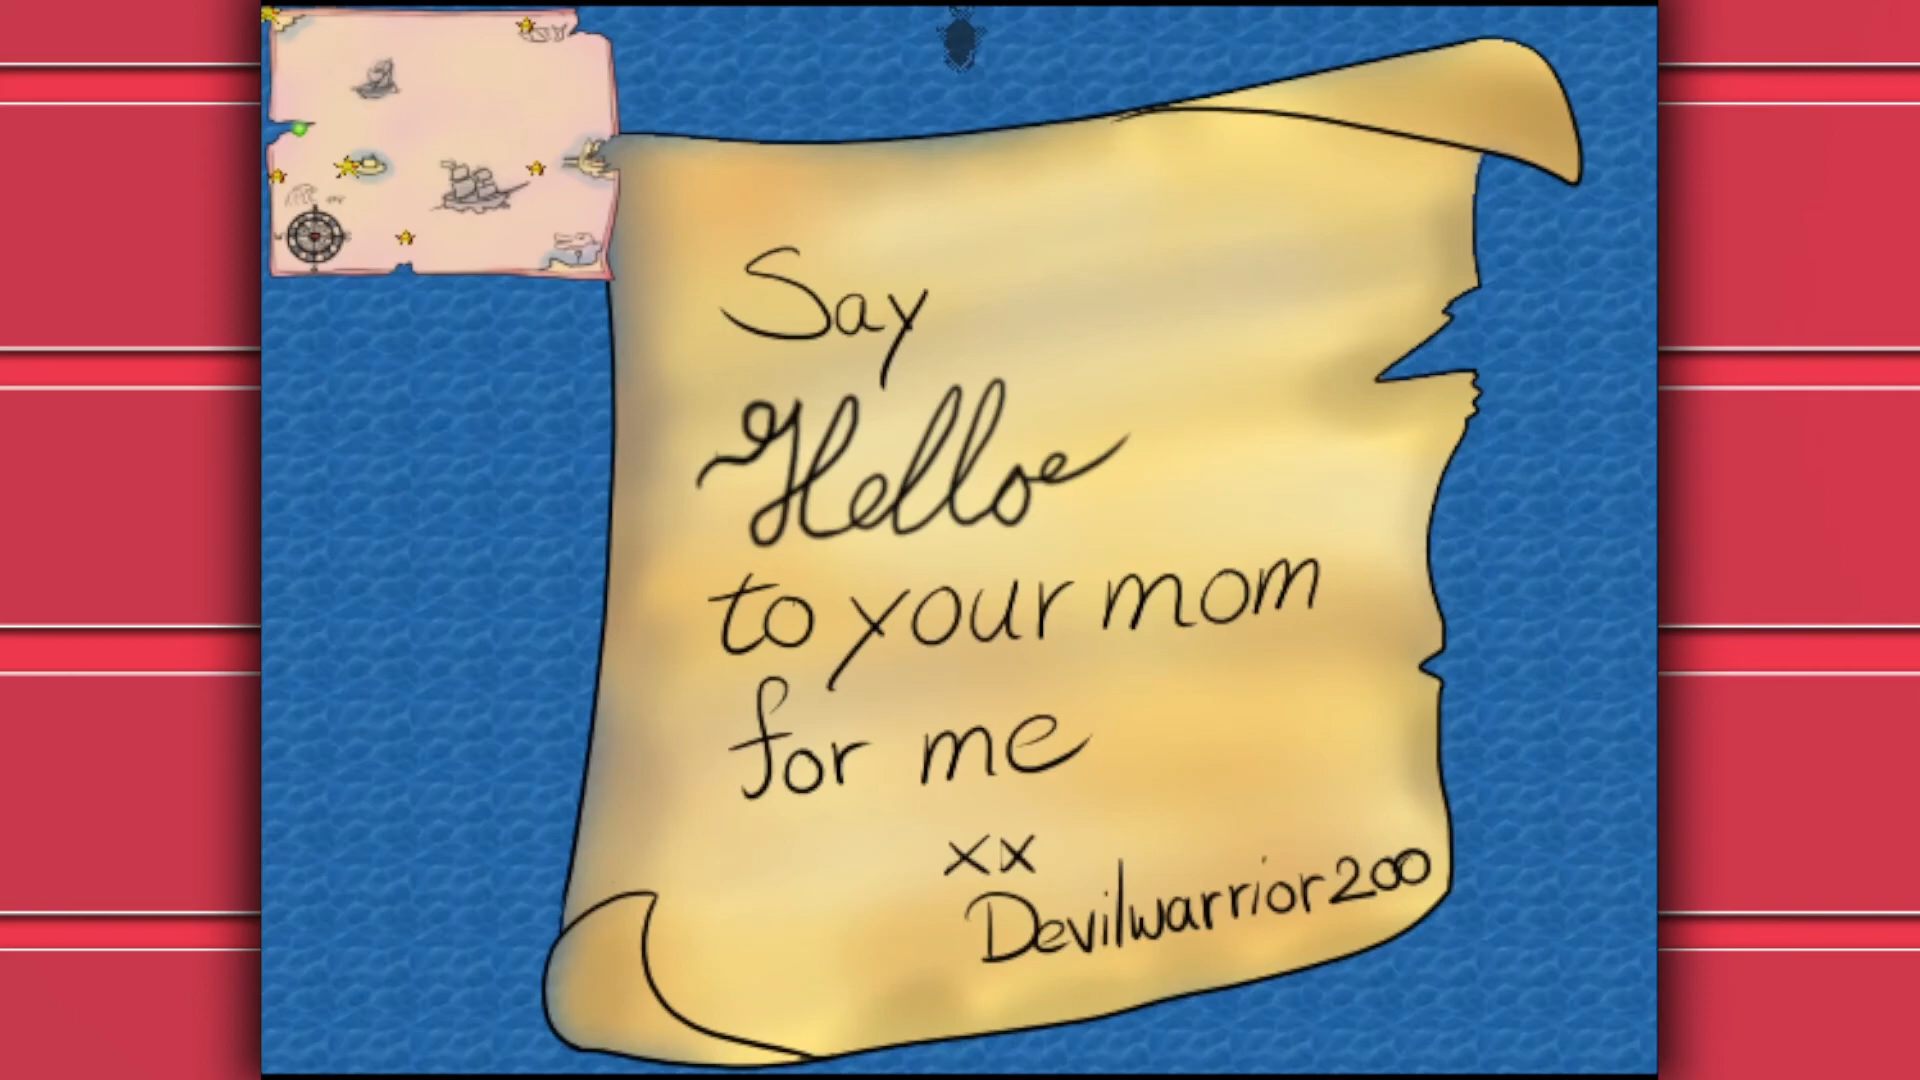 Say
Hello
to your mom
for me
xx
Devilwarrior200